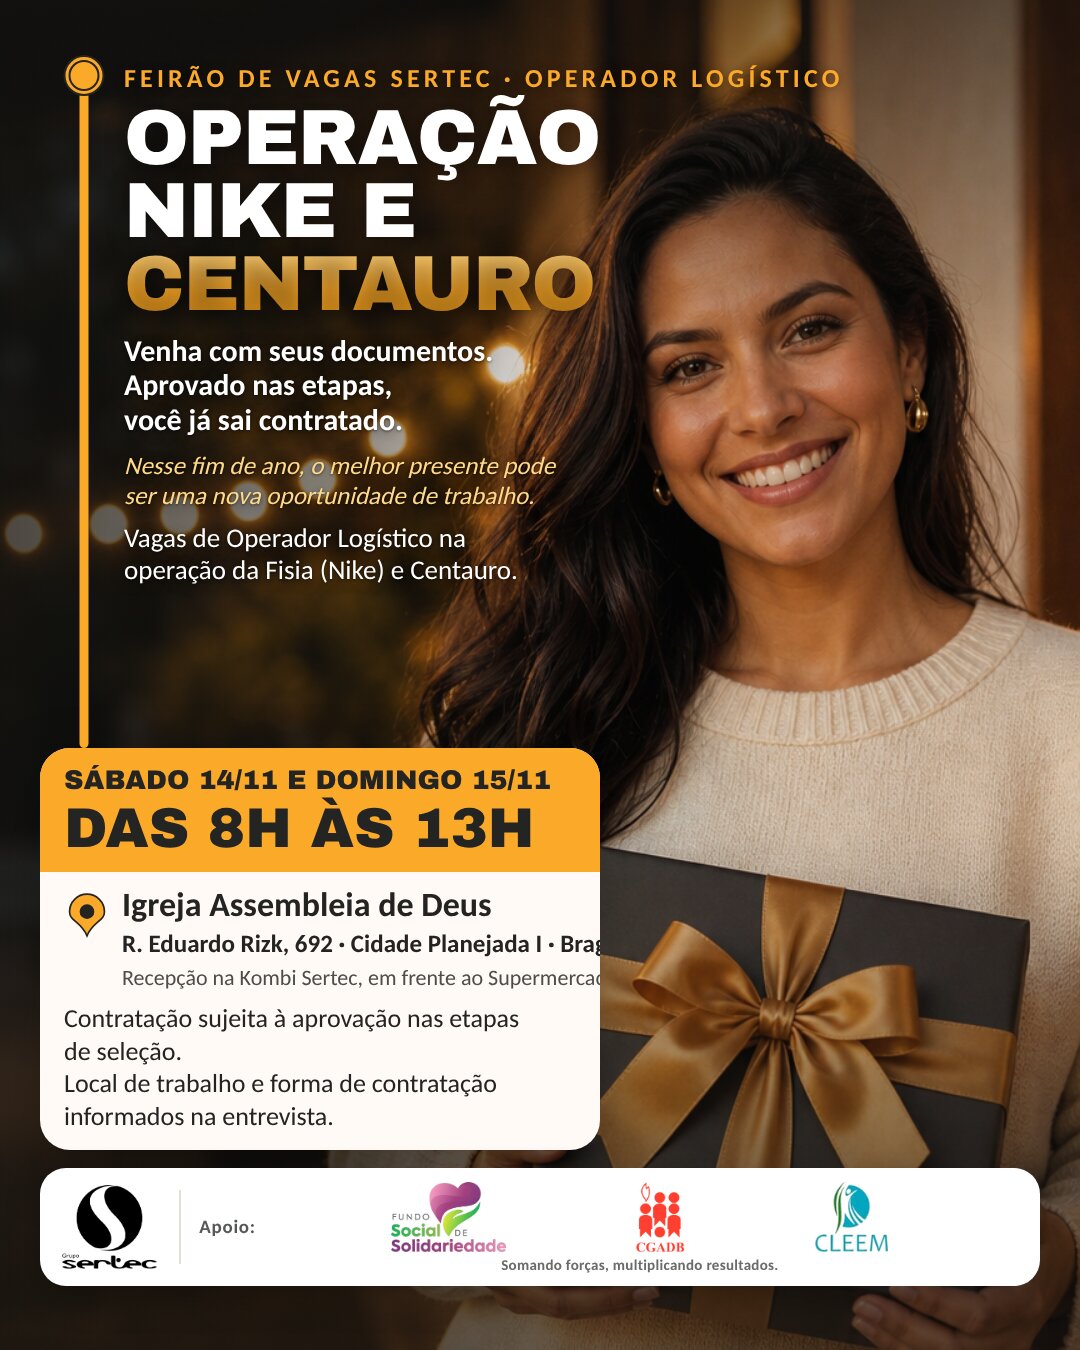 FEIRÃO DE VAGAS SERTEC · OPERADOR LOGÍSTICO
OPERAÇÃO
NIKE E
CENTAURO
Venha com seus documentos.
Aprovado nas etapas,
você já sai contratado.
Nesse fim de ano, o melhor presente pode
ser uma nova oportunidade de trabalho.
Vagas de Operador Logístico na
operação da Fisia (Nike) e Centauro.
SÁBADO 14/11 E DOMINGO 15/11
DAS 8H ÀS 13H
Igreja Assembleia de Deus
R. Eduardo Rizk, 692 · Cidade Planejada I ·
Recepção na Kombi Sertec, em frente ao
Contratação sujeita à aprovação nas etapas
de seleção.
Local de trabalho e forma de contratação
informados na entrevista.
Grupo
sertec
Apoio:
FUNDO
Social DE
Solidariedade
CGADB
CLEEM
Somando forças, multiplicando resultados.